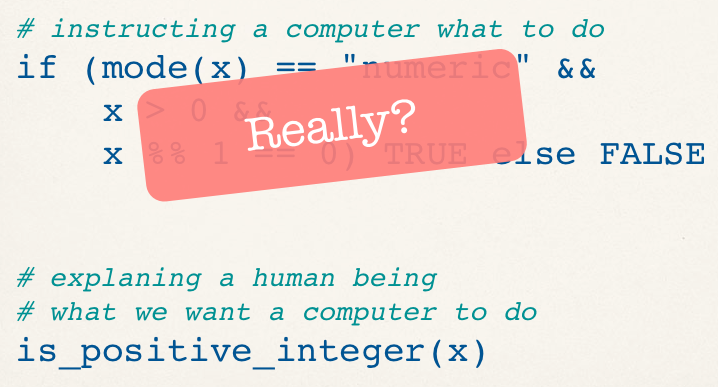 # instructing a computer what to do
if (mode(x) == "numeric" &&
x > 0 &&
x %% 1 == 0) TRUE else FALSE
Really?
# explaning a human being
# what we want a computer to do
is_positive_integer(x)